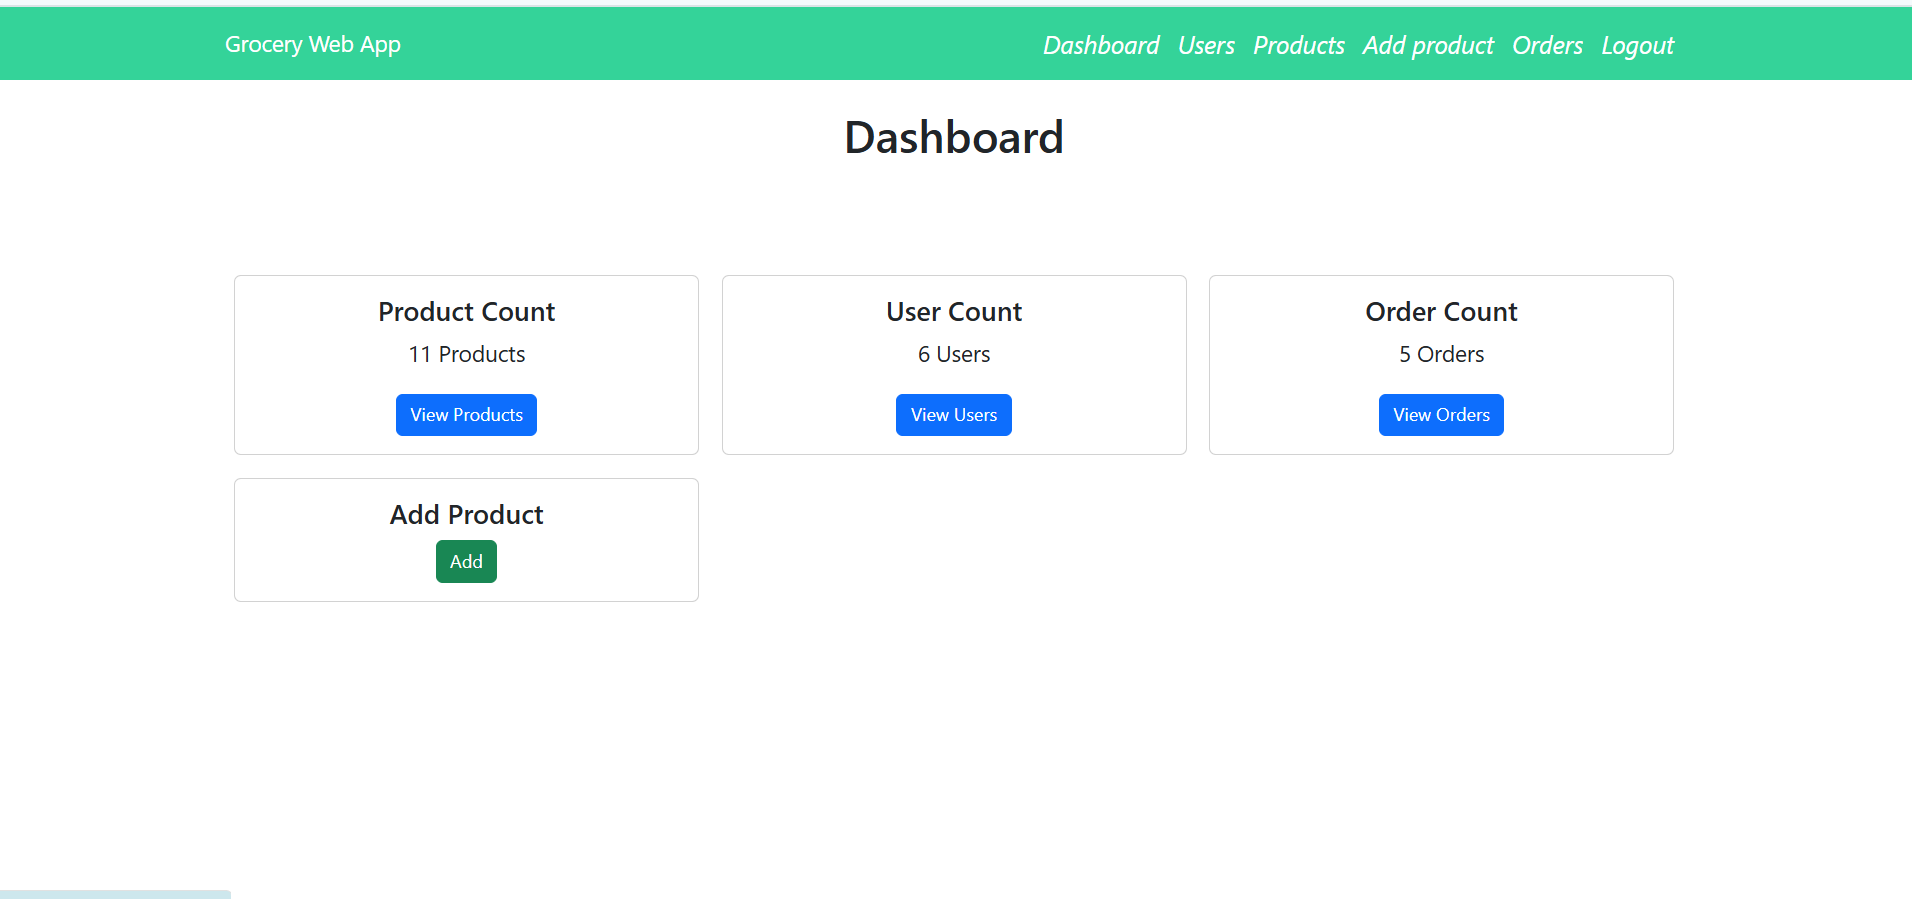 Grocery Web App Dashboard Users Products Add product Orders Logout
Dashboard
Product Count
11 Products
View Products
User Count
6 Users
View Users
Order Count
5 Orders
View Orders
Add Product
Add